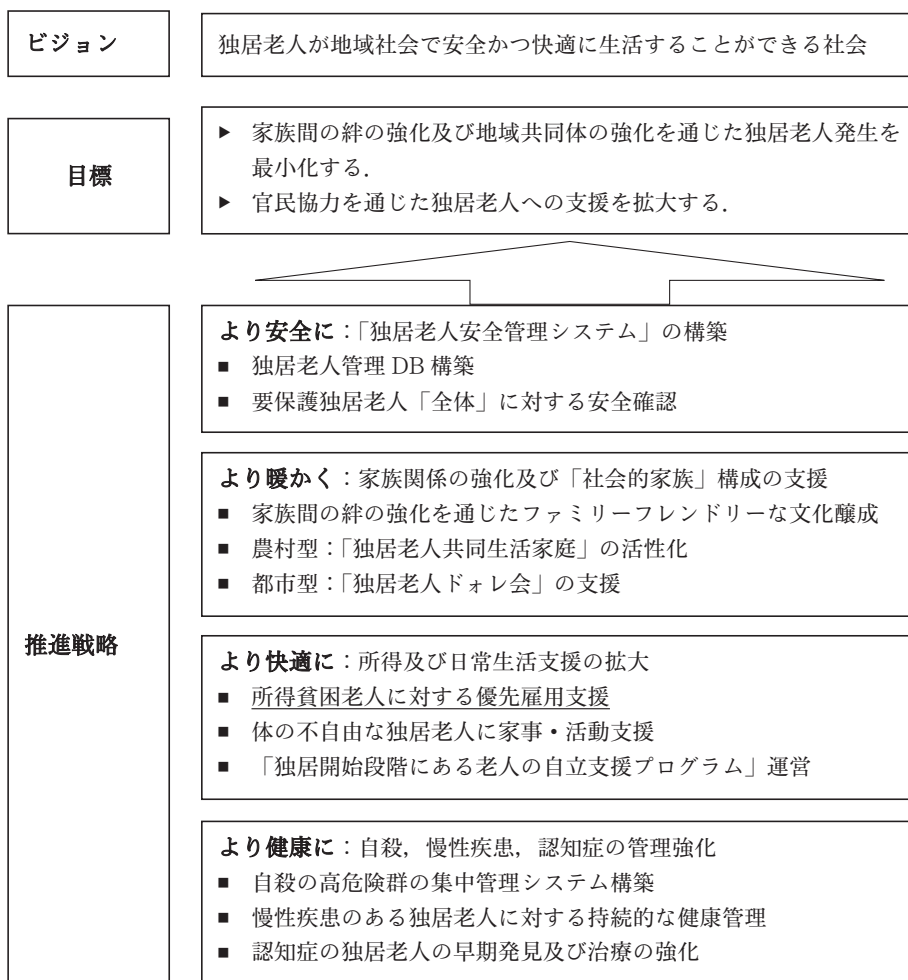 ビジョン
独居老人が地域社会で安全かつ快適に生活することができる社会
目標
▶ 家族間の絆の強化及び地域共同体の強化を通じた独居老人発生を
最小化する．
▶ 官民協力を通じた独居老人への支援を拡大する．
推進戦略
より安全に：「独居老人安全管理システム」の構築
■ 独居老人管理 DB 構築
■ 要保護独居老人「全体」に対する安全確認
より暖かく：家族関係の強化及び「社会的家族」構成の支援
■ 家族間の絆の強化を通じたファミリーフレンドリーな文化醸成
■ 農村型：「独居老人共同生活家庭」の活性化
■ 都市型：「独居老人ドォレ会」の支援
より快適に：所得及び日常生活支援の拡大
■ 所得貧困老人に対する優先雇用支援
■ 体の不自由な独居老人に家事・活動支援
■ 「独居開始段階にある老人の自立支援プログラム」運営
より健康に：自殺，慢性疾患，認知症の管理強化
■ 自殺の高危険群の集中管理システム構築
■ 慢性疾患のある独居老人に対する持続的な健康管理
■ 認知症の独居老人の早期発見及び治療の強化